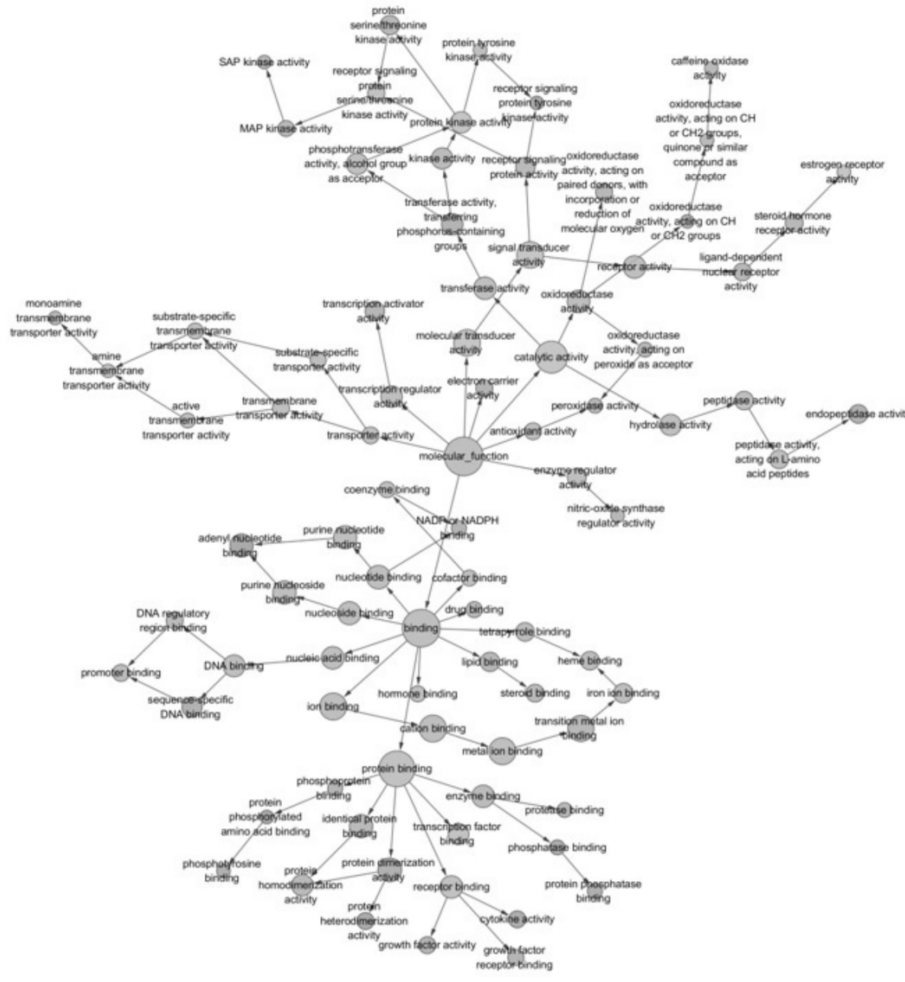 protein
serine/threonine
kinase activity
protein tyrosine
kinase activity
SAP kinase activity
receptor signaling
protein
serine/threonine
kinase activity
receptor signaling
protein tyrosine
kinase activity
caffeine oxidase
activity
MAP kinase activity
protein kinase activity
oxidoreductase
activity, acting on CH
or CH2 groups,
quinone or similar
compound as
acceptor
phosphotransferase
activity, alcohol group
as acceptor
kinase activity
receptor signaling
protein activity
oxidoreductase
activity, acting on
paired donors, with
incorporation or
reduction of
molecular oxygen
estrogen receptor
activity
transferase activity,
transferring
phosphorus-containing
groups
oxidoreductase
activity, acting on CH
or CH2 groups
steroid hormone
receptor activity
signal transducer
activity
receptor activity
ligand-dependent
nuclear receptor
activity
transferase activity
oxidoreductase
activity
monoamine
transmembrane
transporter activity
substrate-specific
transmembrane
transporter activity
transcription activator
activity
molecular transducer
activity
catalytic activity
oxidoreductase
activity, acting on
peroxide as acceptor
amine
transmembrane
transporter activity
substrate-specific
transporter activity
transcription regulator
activity
electron carrier
activity
active
transmembrane
transporter activity
transmembrane
transporter activity
peroxidase activity
peptidase activity
endopeptidase activit
transporter activity
antioxidant activity
hydrolase activity
molecular_function
peptidase activity,
acting on L-amino
acid peptides
enzyme regulator
activity
coenzyme binding
nitric-oxide synthase
regulator activity
NADP or NADPH
binding
purine nucleotide
binding
adenyl nucleotide
binding
nucleotide binding
cofactor binding
purine nucleoside
binding
nucleoside binding
drug binding
DNA regulatory
region binding
binding
tetrapyrrole binding
promoter binding
DNA binding
nucleic acid binding
lipid binding
heme binding
sequence-specific
DNA binding
ion binding
hormone binding
steroid binding
iron ion binding
cation binding
transition metal ion
binding
metal ion binding
protein binding
phosphoprotein
binding
enzyme binding
protein
phosphorylated
amino acid binding
identical protein
binding
transcription factor
binding
protease binding
phosphatase binding
phosphotyrosine
binding
protein
homodimerization
activity
protein dimerization
activity
receptor binding
protein phosphatase
binding
protein
heterodimerization
activity
cytokine activity
growth factor activity
growth factor
receptor binding